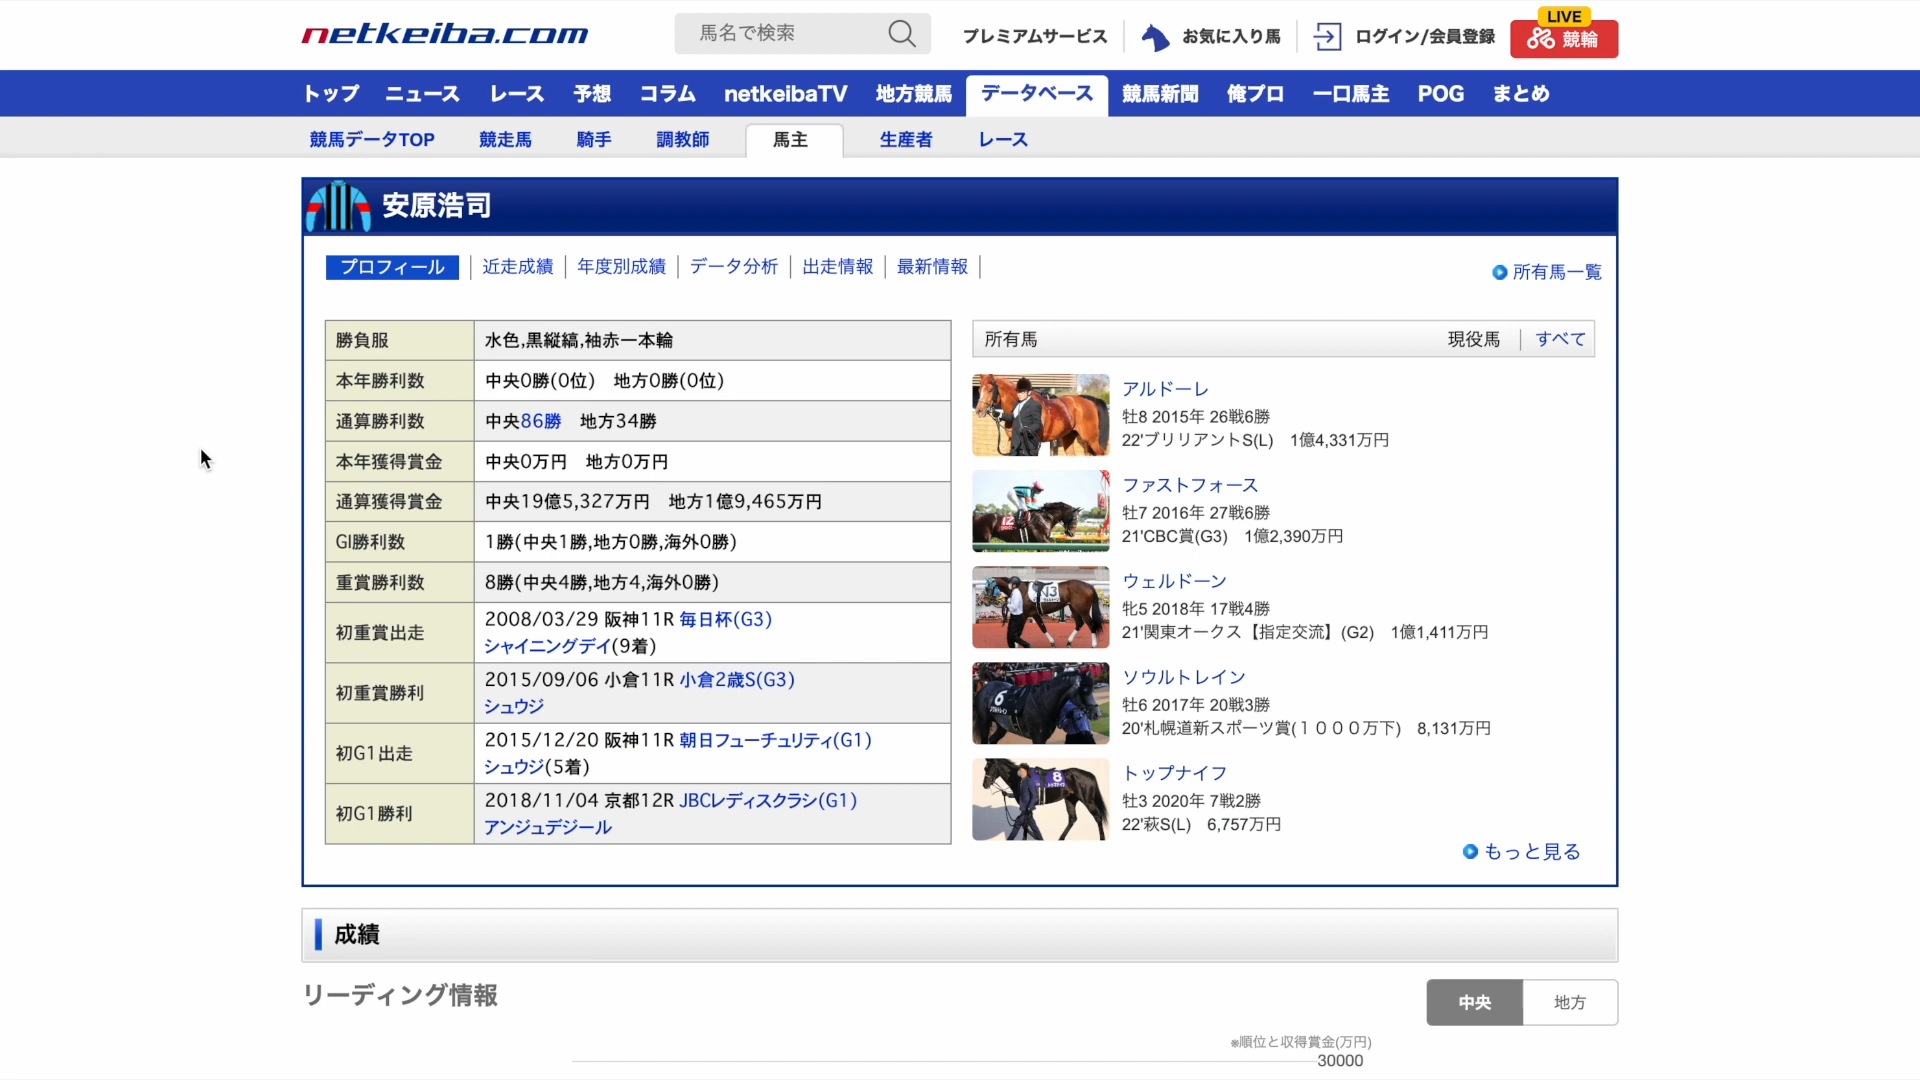 netkeiba.com
馬名で検索
プレミアムサービス
お気に入り馬
ログイン/会員登録
LIVE
競輪
トップ ニュース レース 予想 コラム netkeibaTV 地方競馬 データベース 競馬新聞 俺プロ 一口馬主 POG まとめ
競馬データTOP 競走馬 騎手 調教師 馬主 生産者 レース
安原浩司
プロフィール 近走成績 年度別成績 データ分析 出走情報 最新情報
所有馬一覧
勝負服 水色,黒縦縞,袖赤一本輪
本年勝利数 中央0勝(0位) 地方0勝(0位)
通算勝利数 中央86勝 地方34勝
本年獲得賞金 中央0万円 地方0万円
通算獲得賞金 中央19億5,327万円 地方1億9,465万円
GI勝利数 1勝(中央1勝,地方0勝,海外0勝)
重賞勝利数 8勝(中央4勝,地方4,海外0勝)
初重賞出走 2008/03/29 阪神11R 毎日杯(G3)
シャイニングデイ(9着)
初重賞勝利 2015/09/06 小倉11R 小倉2歳S(G3)
シュウジ
初G1出走 2015/12/20 阪神11R 朝日フューチュリティ(G1)
シュウジ(5着)
初G1勝利 2018/11/04 京都12R JBCレディスクラシ(G1)
アンジュデジール
所有馬 現役馬 すべて
アルドーレ
牡8 2015年 26戦6勝
22'ブリリアントS(L) 1億4,331万円
ファストフォース
牡7 2016年 27戦6勝
21'CBC賞(G3) 1億2,390万円
ウェルドーン
牝5 2018年 17戦4勝
21'関東オークス【指定交流】(G2) 1億1,411万円
ソウルトレイン
牡6 2017年 20戦3勝
20'札幌道新スポーツ賞(１０００万下) 8,131万円
トップナイフ
牡3 2020年 7戦2勝
22'萩S(L) 6,757万円
もっと見る
成績
リーディング情報
中央 地方
※順位と収得賞金(万円)
30000